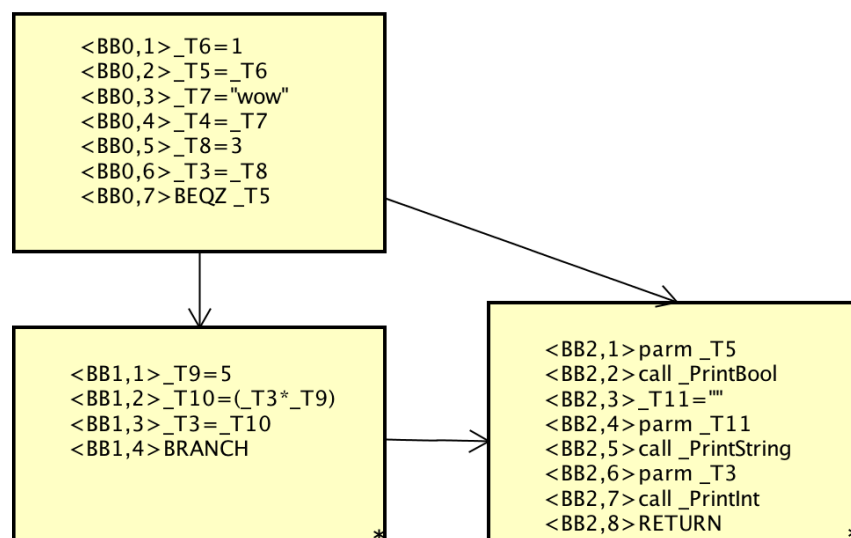 <BB0,1>_T6=1
<BB0,2>_T5=_T6
<BB0,3>_T7="wow"
<BB0,4>_T4=_T7
<BB0,5>_T8=3
<BB0,6>_T3=_T8
<BB0,7>BEQZ _T5
<BB1,1>_T9=5
<BB1,2>_T10=(_T3*_T9)
<BB1,3>_T3=_T10
<BB1,4>BRANCH
*
<BB2,1>parm _T5
<BB2,2>call _PrintBool
<BB2,3>_T11=""
<BB2,4>parm _T11
<BB2,5>call _PrintString
<BB2,6>parm _T3
<BB2,7>call _PrintInt
<BB2,8>RETURN
*